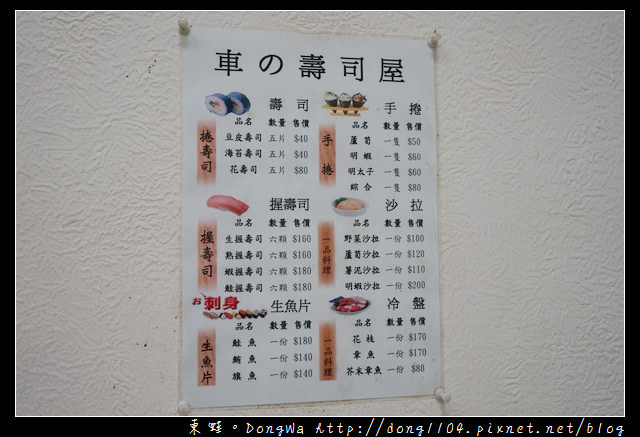 車の壽司屋
壽司
品名 數量 售價
捲壽司
豆皮壽司 五片 $40
海苔壽司 五片 $40
花壽司 五片 $80
手捲
品名 數量 售價
手捲
蘆筍 一隻 $50
明蝦 一隻 $60
明太子 一隻 $60
綜合 一隻 $80
握壽司
品名 數量 售價
握壽司
生握壽司 六顆 $160
熟握壽司 六顆 $160
蝦握壽司 六顆 $180
鮭握壽司 六顆 $180
沙拉
品名 數量 售價
一品料理
野菜沙拉 一份 $100
蘆筍沙拉 一份 $120
薯泥沙拉 一份 $110
明蝦沙拉 一份 $200
お刺身
生魚片
品名 數量 售價
生魚片
鮭魚 一份 $180
鮪魚 一份 $140
旗魚 一份 $140
冷盤
品名 數量 售價
一品料理
花枝 一份 $170
章魚 一份 $170
芥末章魚 一份 $80
東蛙。DongWa AT http://dong1104.pixnet.net/blog